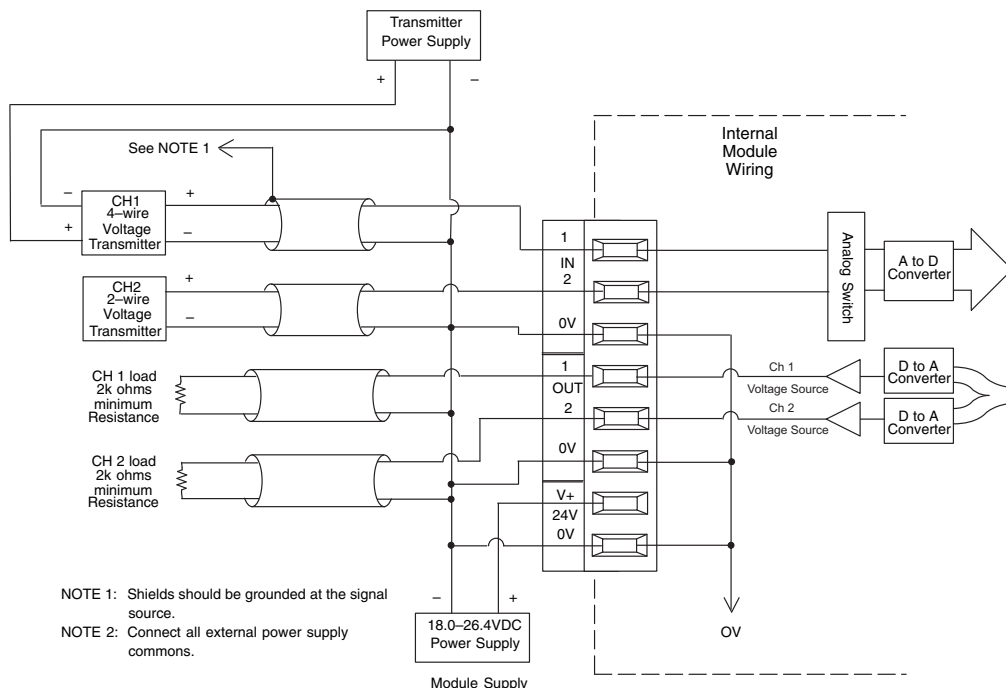 Transmitter
Power Supply
+
–
See NOTE 1
Internal
Module
Wiring
–
+
CH1
4–wire
Voltage
Transmitter
+
–
1
IN
2
0V
Analog Switch
A to D
Converter
CH2
2–wire
Voltage
Transmitter
+
–
CH 1 load
2k ohms
minimum
Resistance
1
OUT
2
0V
Ch 1
Voltage Source
D to A
Converter
Ch 2
Voltage Source
D to A
Converter
CH 2 load
2k ohms
minimum
Resistance
V+
24V
0V
NOTE 1: Shields should be grounded at the signal
source.
NOTE 2: Connect all external power supply
commons.
–
+
18.0–26.4VDC
Power Supply
Module Supply
OV